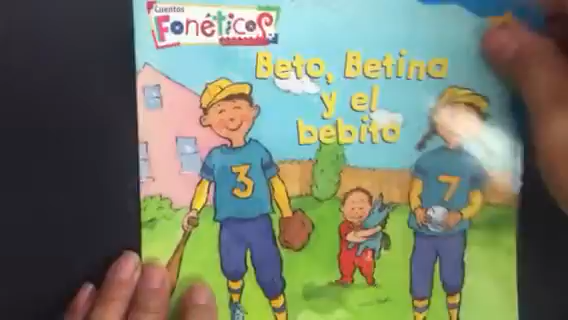 Cuentos
Fonéticos
Beto, Betina
y el
bebito
3
7